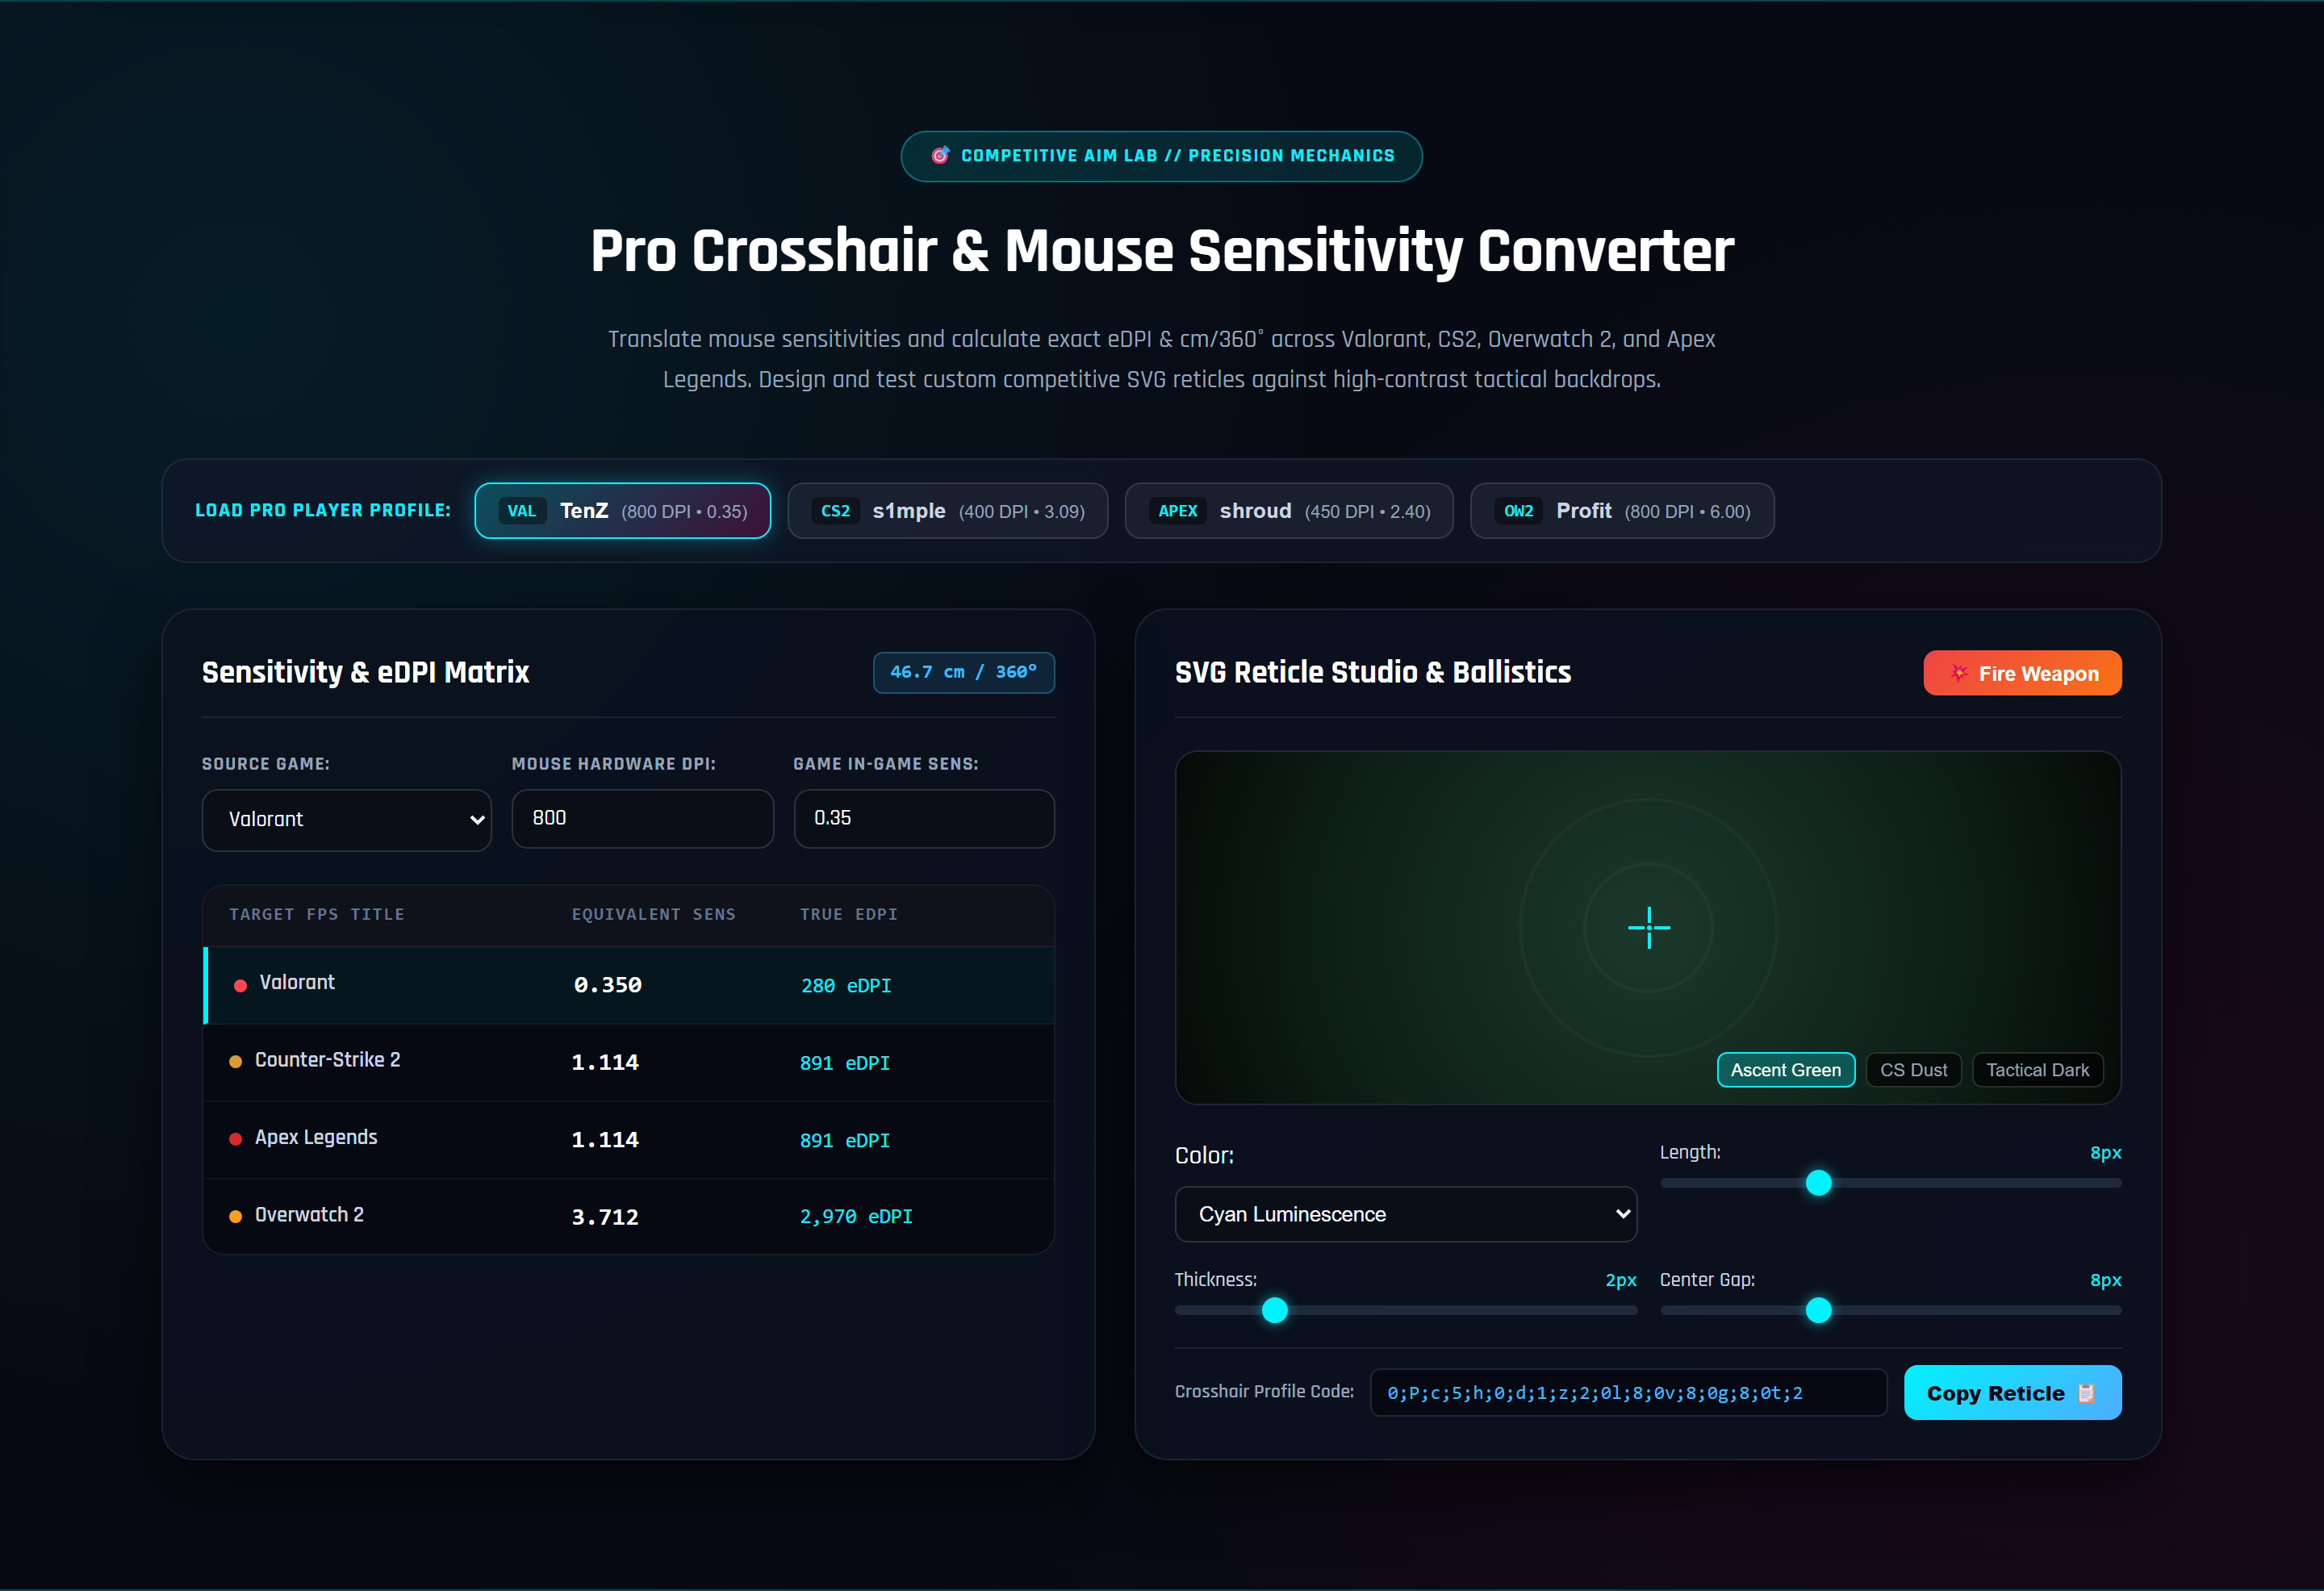 🎯 COMPETITIVE AIM LAB // PRECISION MECHANICS
Pro Crosshair & Mouse Sensitivity Converter
Translate mouse sensitivities and calculate exact eDPI & cm/360° across Valorant, CS2, Overwatch 2, and Apex
Legends. Design and test custom competitive SVG reticles against high-contrast tactical backdrops.
LOAD PRO PLAYER PROFILE: VAL TenZ (800 DPI • 0.35) CS2 s1mple (400 DPI • 3.09) APEX shroud (450 DPI • 2.40) OW2 Profit (800 DPI • 6.00)
Sensitivity & eDPI Matrix 46.7 cm / 360°
SOURCE GAME: MOUSE HARDWARE DPI: GAME IN-GAME SENS:
Valorant 800 0.35
TARGET FPS TITLE EQUIVALENT SENS TRUE EDPI
Valorant 0.350 280 eDPI
Counter-Strike 2 1.114 891 eDPI
Apex Legends 1.114 891 eDPI
Overwatch 2 3.712 2,970 eDPI
SVG Reticle Studio & Ballistics 💥 Fire Weapon
Ascent Green CS Dust Tactical Dark
Color: Length: 8px
Cyan Luminescence
Thickness: 2px Center Gap: 8px
Crosshair Profile Code: 0;P;c;5;h;0;d;1;z;2;0l;8;0v;8;0g;8;0t;2 Copy Reticle 📋